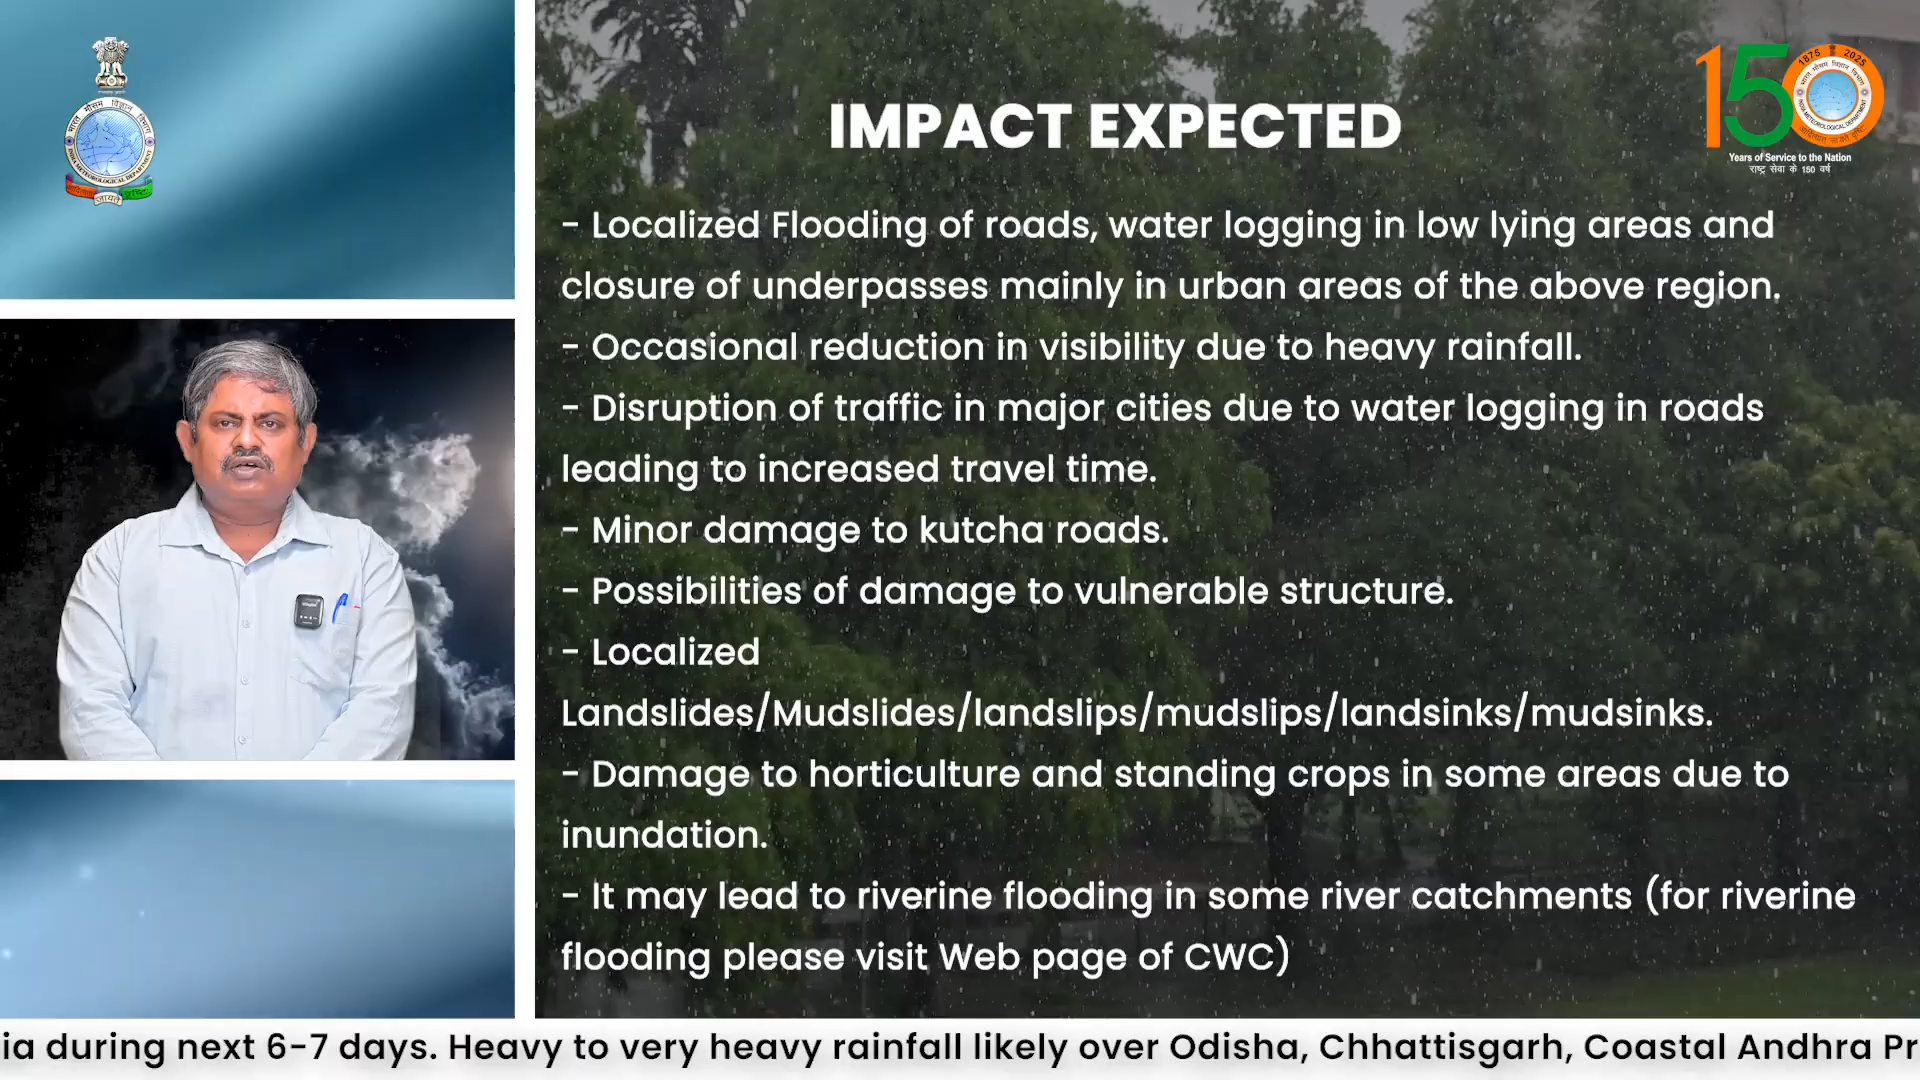 भारत मौसम विज्ञान विभाग
INDIA METEOROLOGICAL DEPARTMENT
जायते
1875 2025
150
Years of Service to the Nation
राष्ट्र सेवा के 150 वर्ष
IMPACT EXPECTED
- Localized Flooding of roads, water logging in low lying areas and
closure of underpasses mainly in urban areas of the above region.
- Occasional reduction in visibility due to heavy rainfall.
- Disruption of traffic in major cities due to water logging in roads
leading to increased travel time.
- Minor damage to kutcha roads.
- Possibilities of damage to vulnerable structure.
- Localized
Landslides/Mudslides/landslips/mudslips/landsinks/mudsinks.
- Damage to horticulture and standing crops in some areas due to
inundation.
- It may lead to riverine flooding in some river catchments (for riverine
flooding please visit Web page of CWC)
ia during next 6-7 days. Heavy to very heavy rainfall likely over Odisha, Chhattisgarh, Coastal Andhra Pr